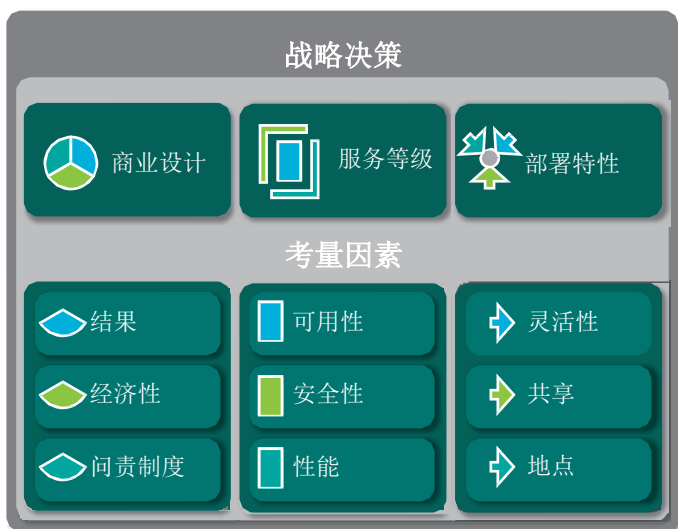 战略决策
商业设计
服务等级
部署特性
考量因素
结果
可用性
灵活性
经济性
安全性
共享
问责制度
性能
地点